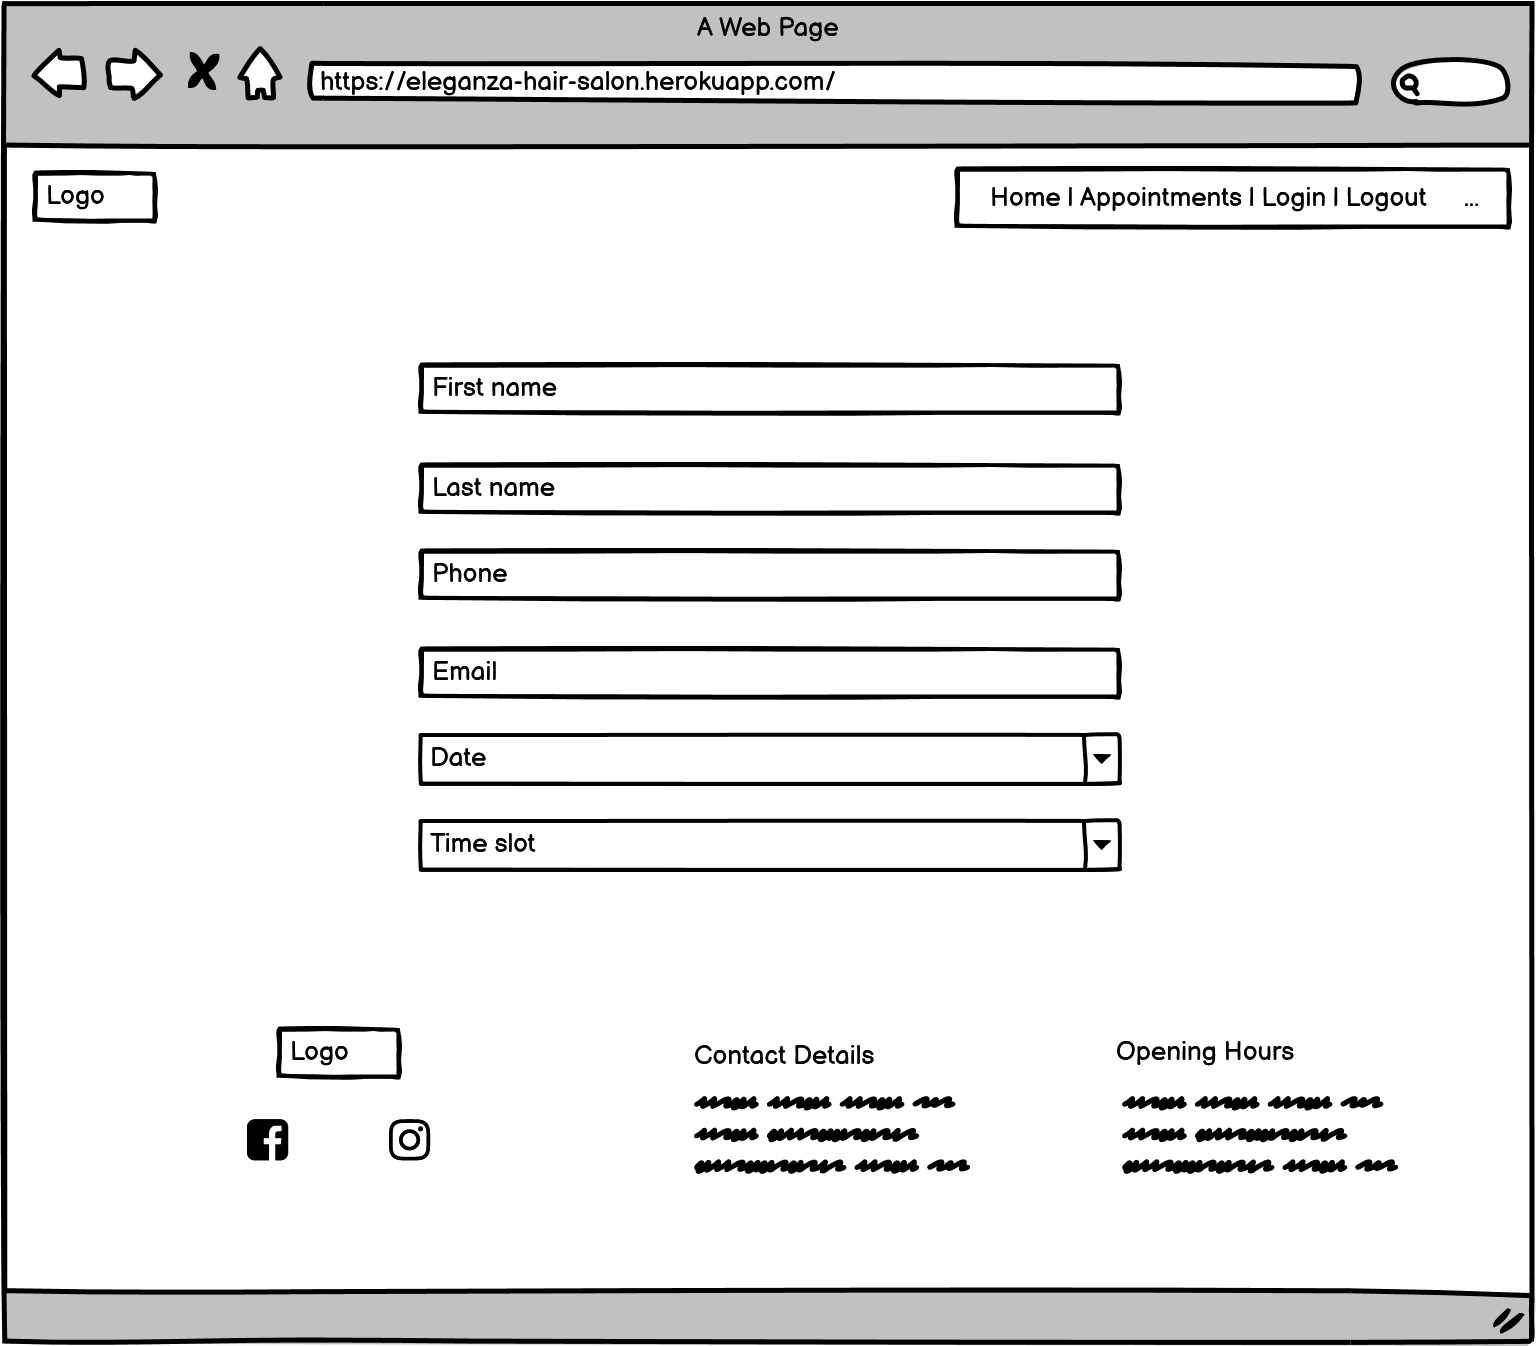 A Web Page
https://eleganza-hair-salon.herokuapp.com/
Logo
Home | Appointments | Login | Logout ...
First name
Last name
Phone
Email
Date
Time slot
Logo
Contact Details
Opening Hours